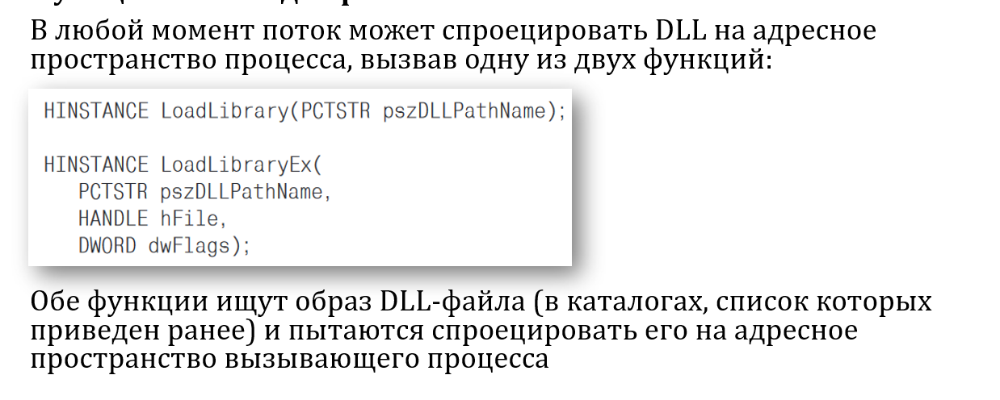 В любой момент поток может спроецировать DLL на адресное
пространство процесса, вызвав одну из двух функций:
HINSTANCE LoadLibrary(PCTSTR pszDLLPathName);
HINSTANCE LoadLibraryEx(
PCTSTR pszDLLPathName,
HANDLE hFile,
DWORD dwFlags);
Обе функции ищут образ DLL-файла (в каталогах, список которых
приведен ранее) и пытаются спроецировать его на адресное
пространство вызывающего процесса